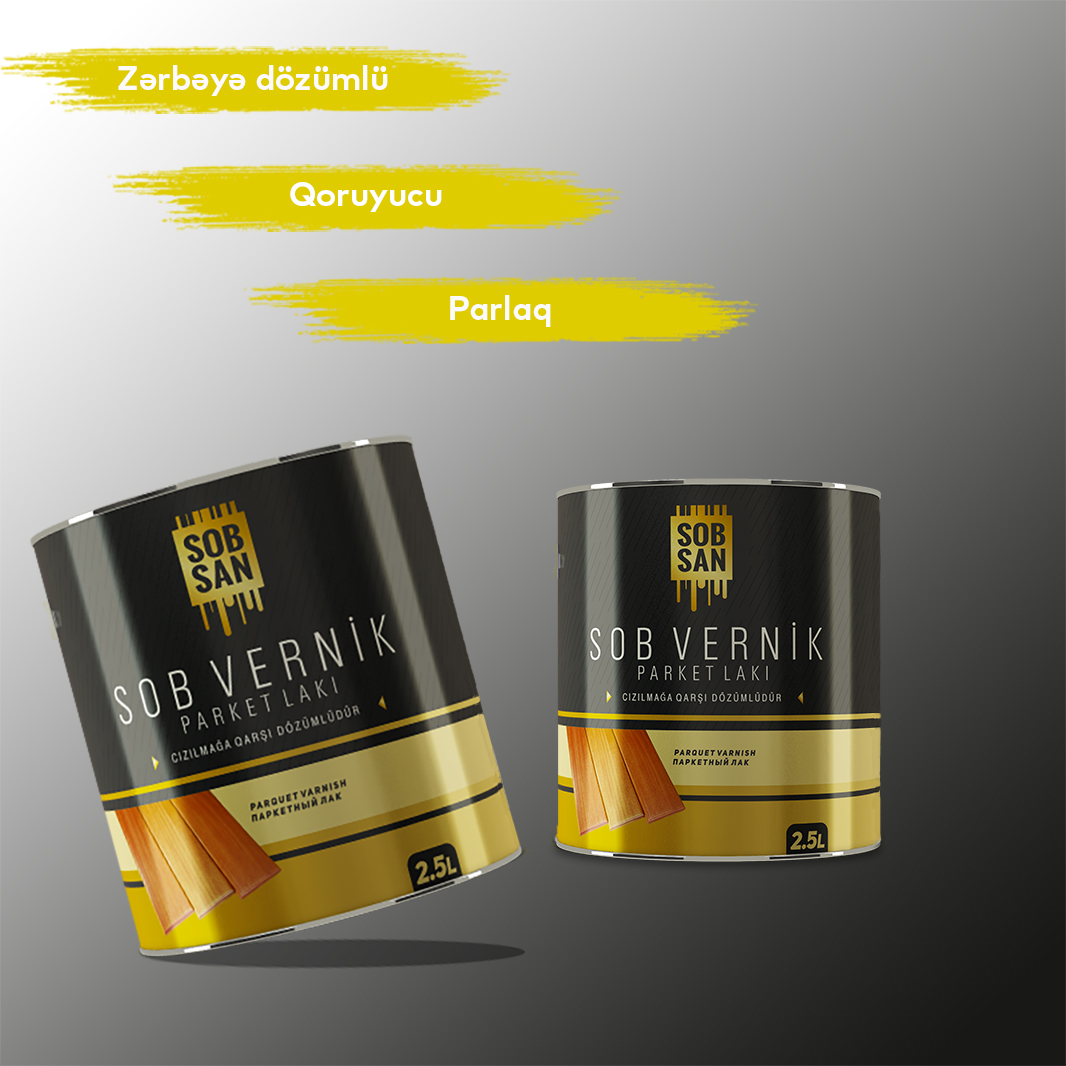 Zərbəyə dözümlü
Qoruyucu
Parlaq
SOB
SAN
SOB VERNİK
PARKET LAKI
CIZILMAĞA QARŞI DÖZÜMLÜDÜR
PARQUET VARNISH
ПАРКЕТНЫЙ ЛАК
2.5L
SOB
SAN
SOB VERNİK
PARKET LAKI
CIZILMAĞA QARŞI DÖZÜMLÜDÜR
PARQUET VARNISH
ПАРКЕТНЫЙ ЛАК
2.5L